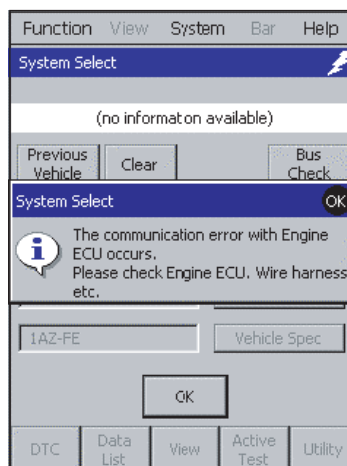 Function View System Bar Help
System Select
(no informaton available)
Previous Vehicle Clear Bus Check
System Select OK
The communication error with Engine
ECU occurs.
Please check Engine ECU. Wire harness
etc.
1AZ-FE Vehicle Spec
OK
DTC Data List View Active Test Utility